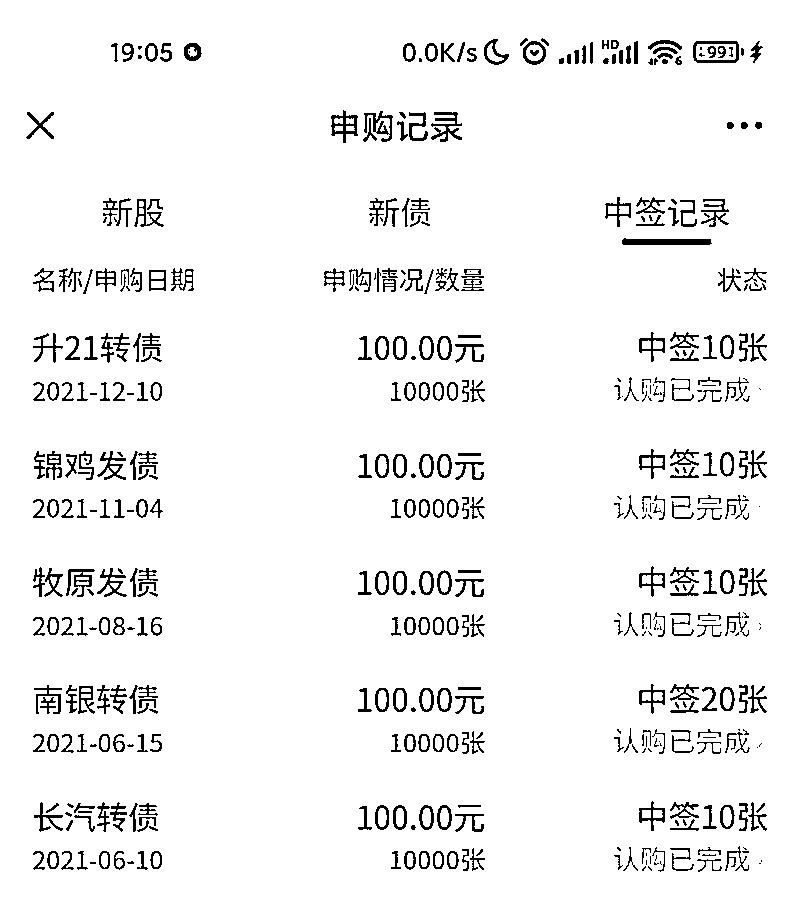 19:05 0.0K/s HD 6 99
申购记录
新股 新债 中签记录
名称/申购日期 申购情况/数量 状态
升21转债 100.00元 中签10张
2021-12-10 10000张 认购已完成
锦鸡发债 100.00元 中签10张
2021-11-04 10000张 认购已完成
牧原发债 100.00元 中签10张
2021-08-16 10000张 认购已完成
南银转债 100.00元 中签20张
2021-06-15 10000张 认购已完成
长汽转债 100.00元 中签10张
2021-06-10 10000张 认购已完成